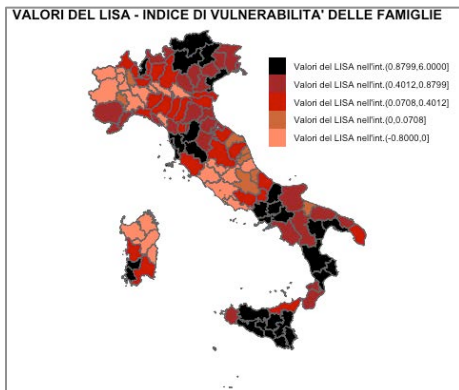 VALORI DEL LISA - INDICE DI VULNERABILITA' DELLE FAMIGLIE
Valori del LISA nell'int.(0.8799,6.0000]
Valori del LISA nell'int.(0.4012,0.8799]
Valori del LISA nell'int.(0.0708,0.4012]
Valori del LISA nell'int.(0,0.0708]
Valori del LISA nell'int.(-0.8000,0]